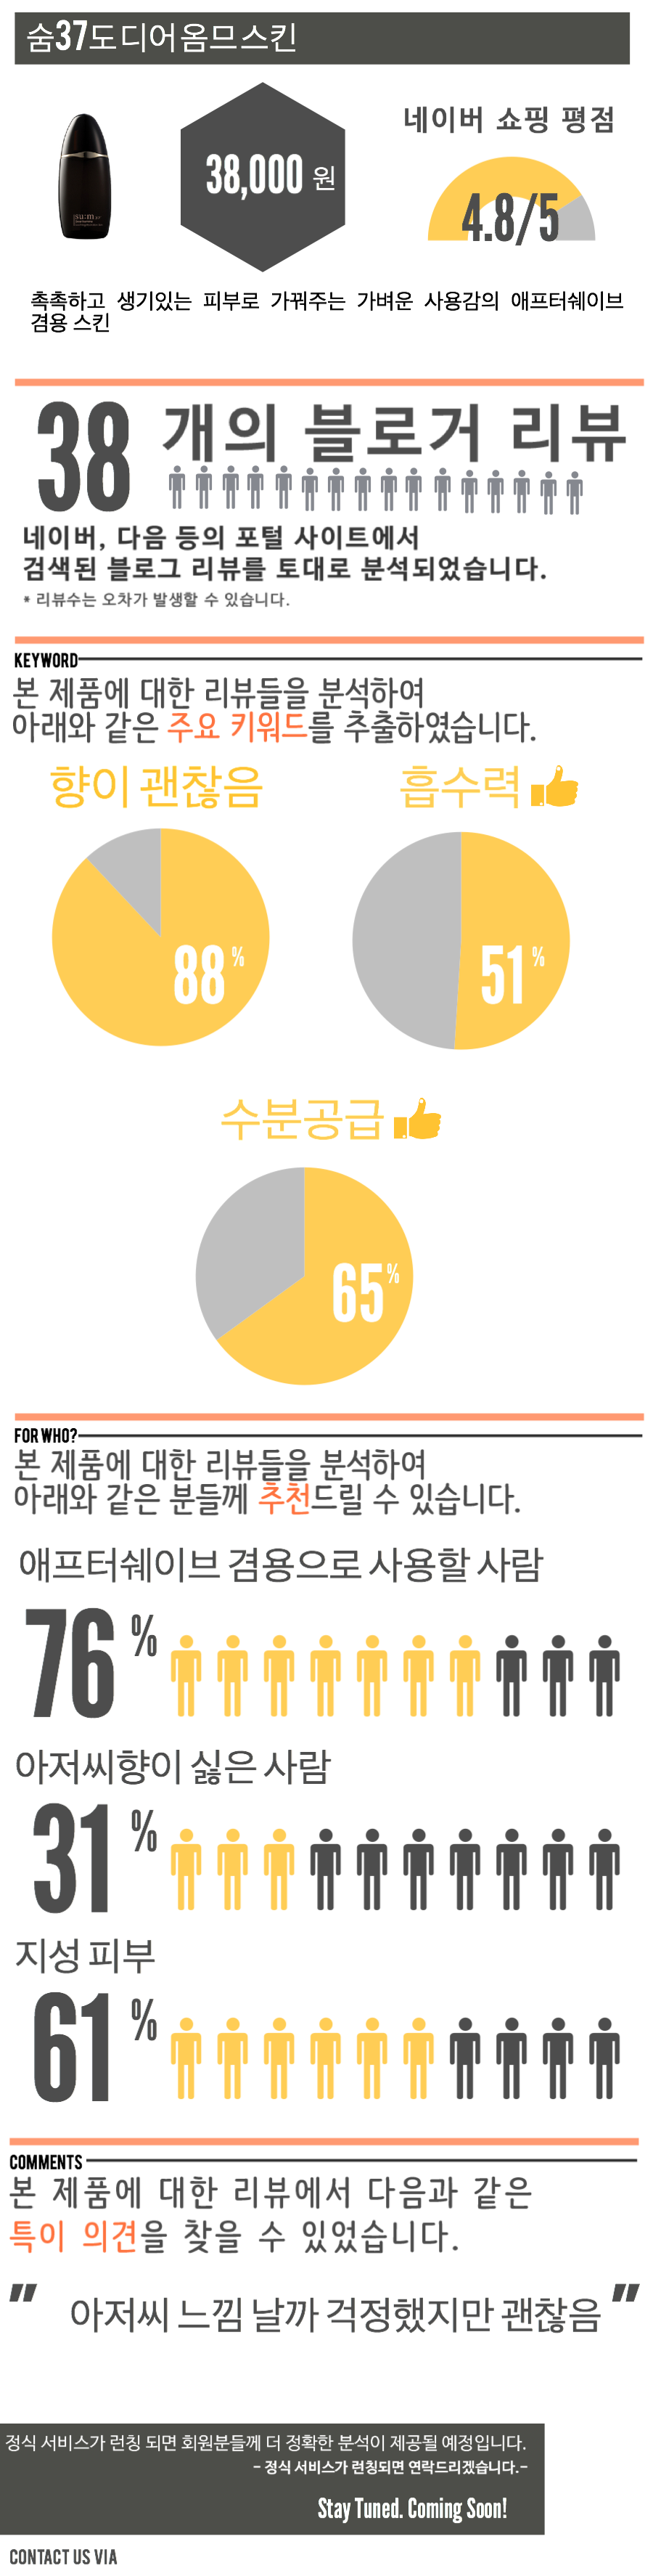 숨37도 디어 옴므 스킨
38,000 원
네이버 쇼핑 평점
4.8/5
su:m37
촉촉하고 생기있는 피부로 가꿔주는 가벼운 사용감의 애프터쉐이브
겸용 스킨
38 개의 블로거 리뷰
네이버, 다음 등의 포털 사이트에서
검색된 블로그 리뷰를 토대로 분석되었습니다.
* 리뷰수는 오차가 발생할 수 있습니다.
KEYWORD
본 제품에 대한 리뷰들을 분석하여
아래와 같은 주요 키워드를 추출하였습니다.
향이 괜찮음
88%
흡수력
51%
수분공급
65%
FOR WHO?
본 제품에 대한 리뷰들을 분석하여
아래와 같은 분들께 추천드릴 수 있습니다.
애프터쉐이브 겸용으로 사용할 사람
76%
아저씨향이 싫은 사람
31%
지성 피부
61%
COMMENTS
본 제품에 대한 리뷰에서 다음과 같은
특이 의견을 찾을 수 있었습니다.
" 아저씨 느낌 날까 걱정했지만 괜찮음 "
정식 서비스가 런칭 되면 회원분들께 더 정확한 분석이 제공될 예정입니다.
- 정식 서비스가 런칭되면 연락드리겠습니다.-
Stay Tuned. Coming Soon!
CONTACT US VIA